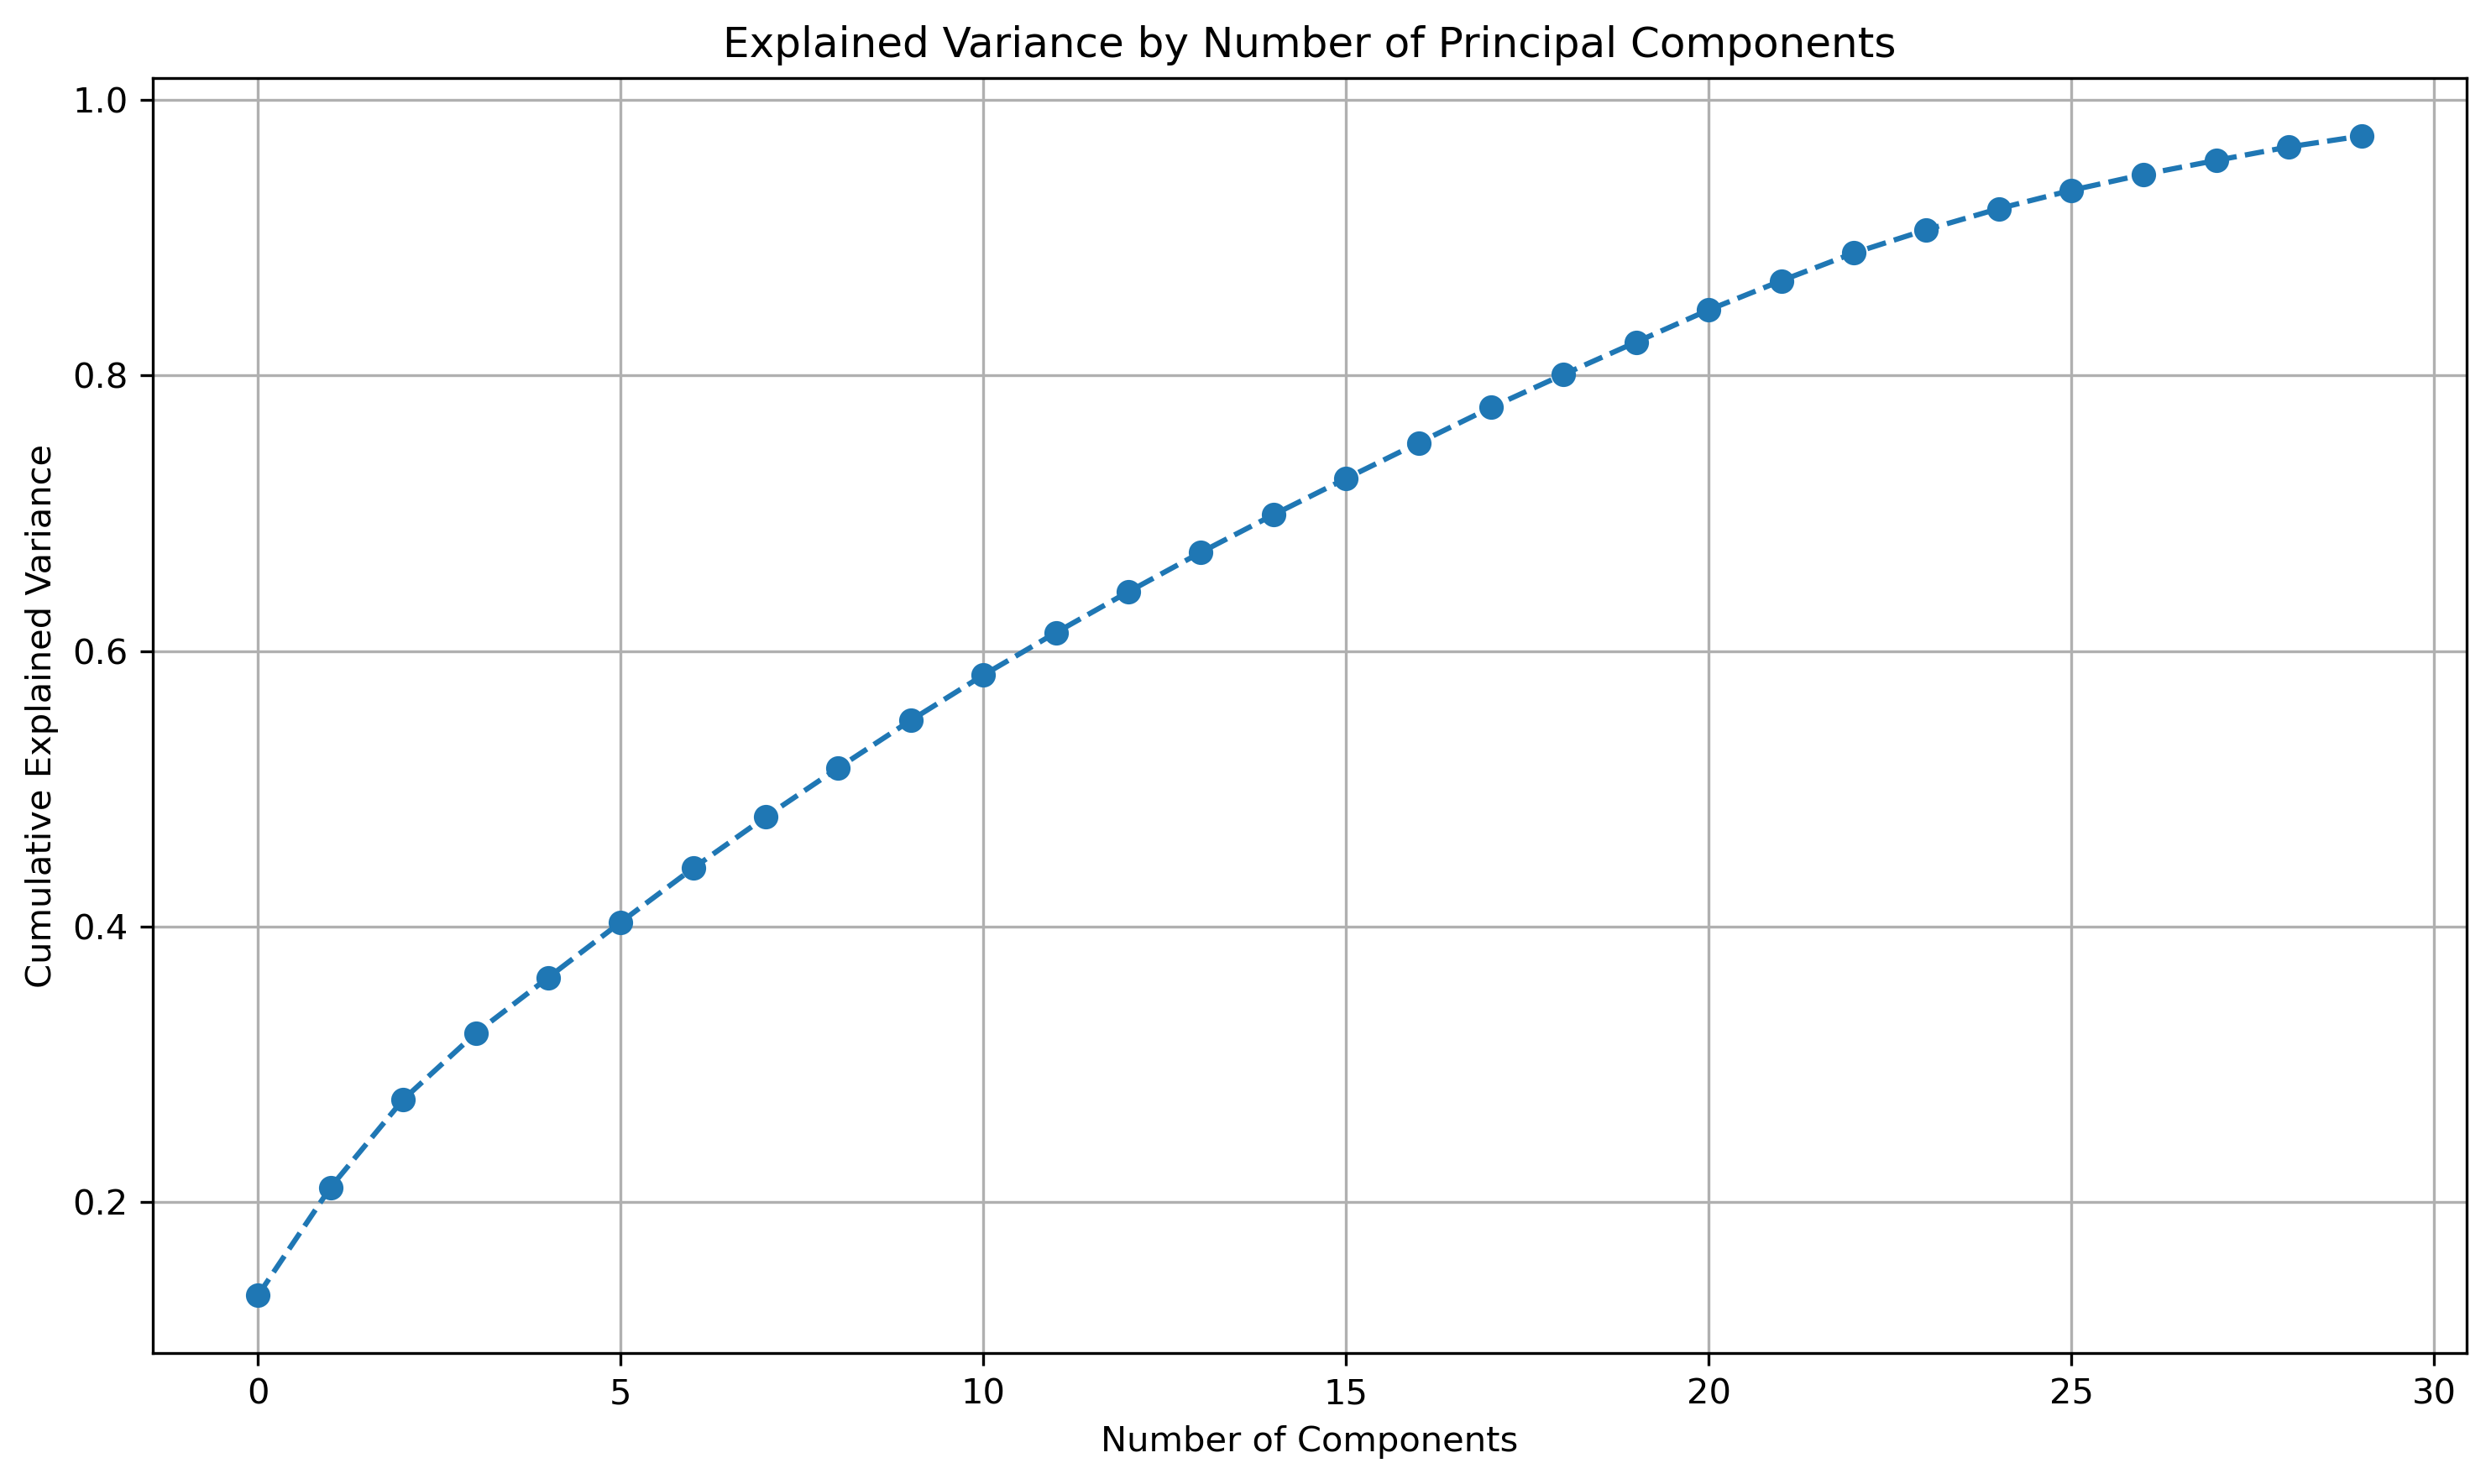 Explained Variance by Number of Principal Components
1.0
0.8
0.6
0.4
0.2
Cumulative Explained Variance
0 5 10 15 20 25 30
Number of Components